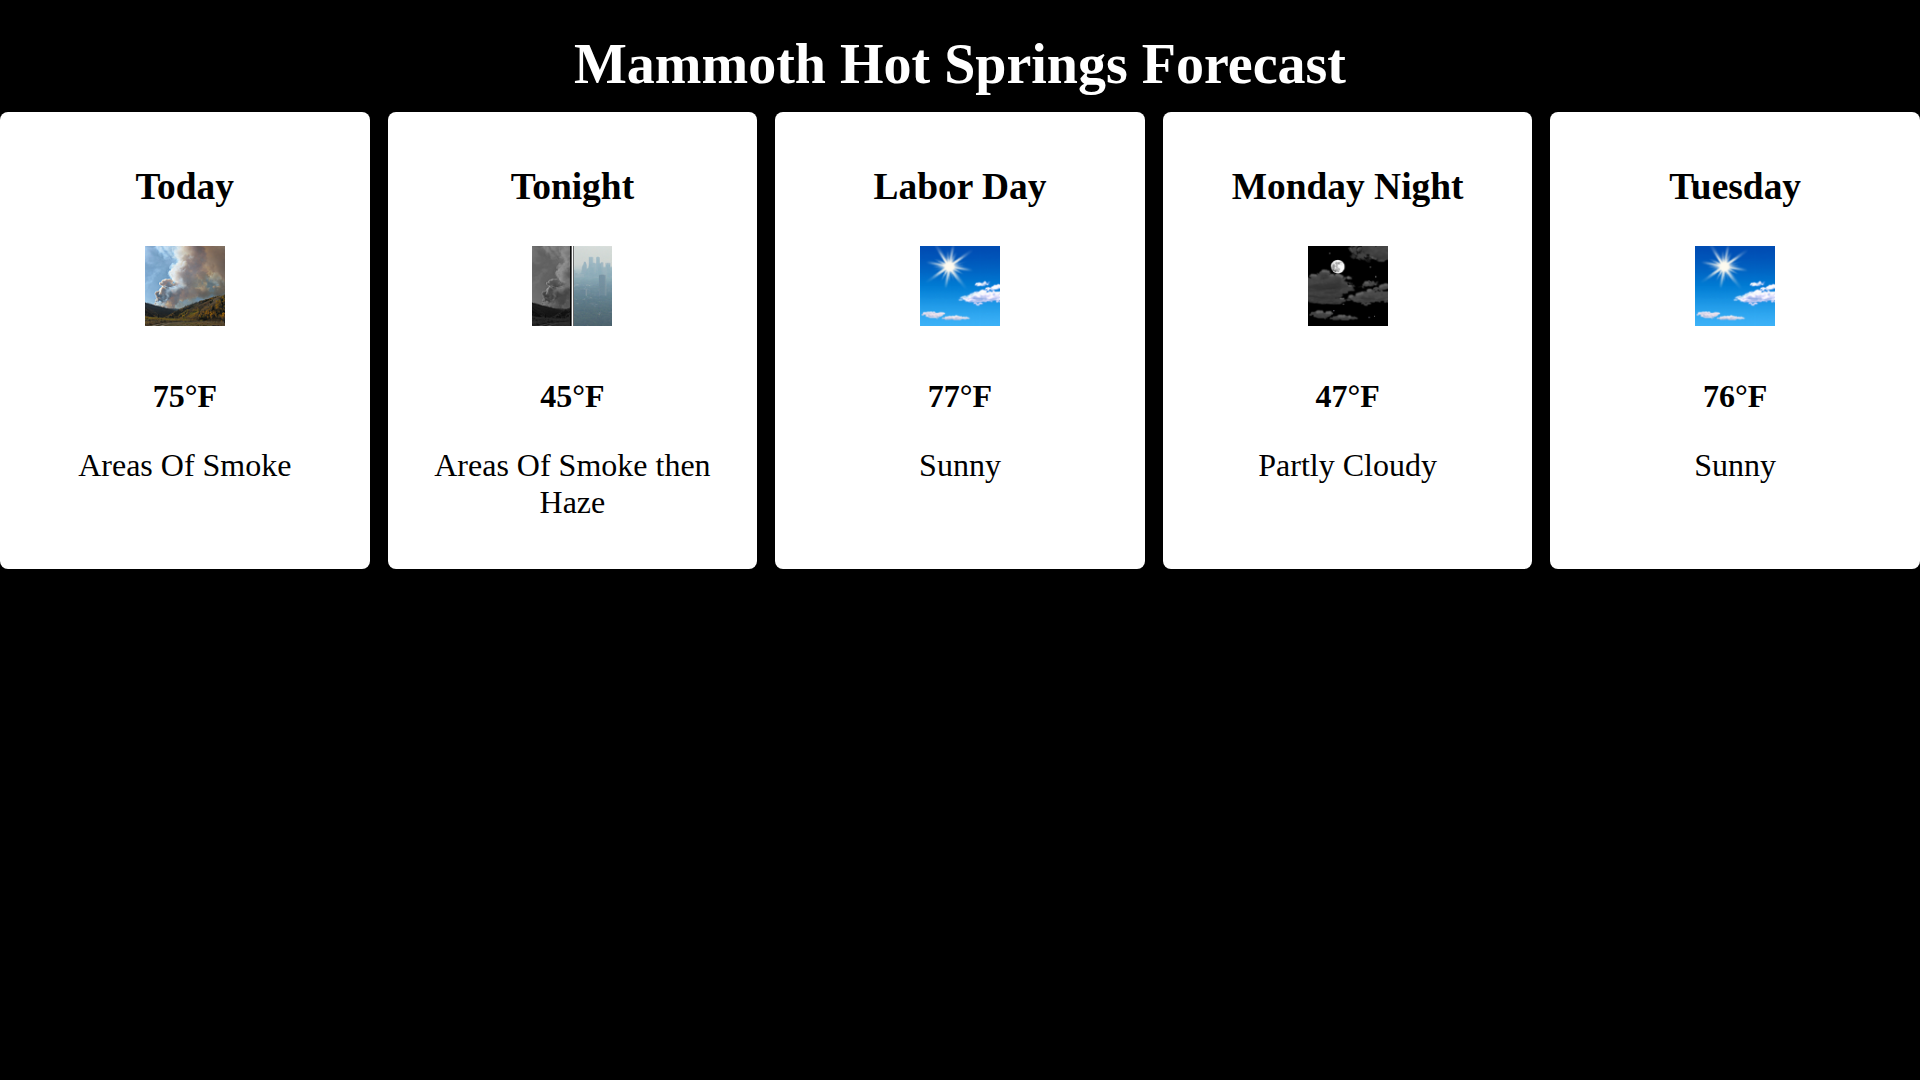 Mammoth Hot Springs Forecast
Today
75°F
Areas Of Smoke
Tonight
45°F
Areas Of Smoke then
Haze
Labor Day
77°F
Sunny
Monday Night
47°F
Partly Cloudy
Tuesday
76°F
Sunny